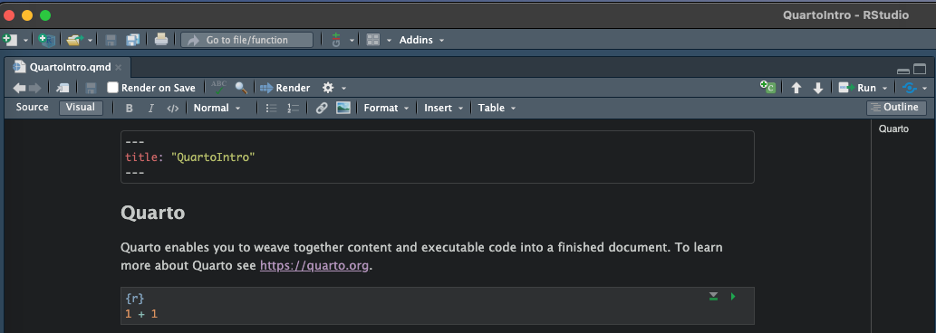 QuartoIntro - RStudio
Go to file/function Addins
QuartoIntro.qmd
Render on Save ABC Render Run
Source Visual B I </> Normal Format Insert Table Outline
---
title: "QuartoIntro"
---
Quarto
Quarto
Quarto enables you to weave together content and executable code into a finished document. To learn
more about Quarto see https://quarto.org.
{r}
1 + 1